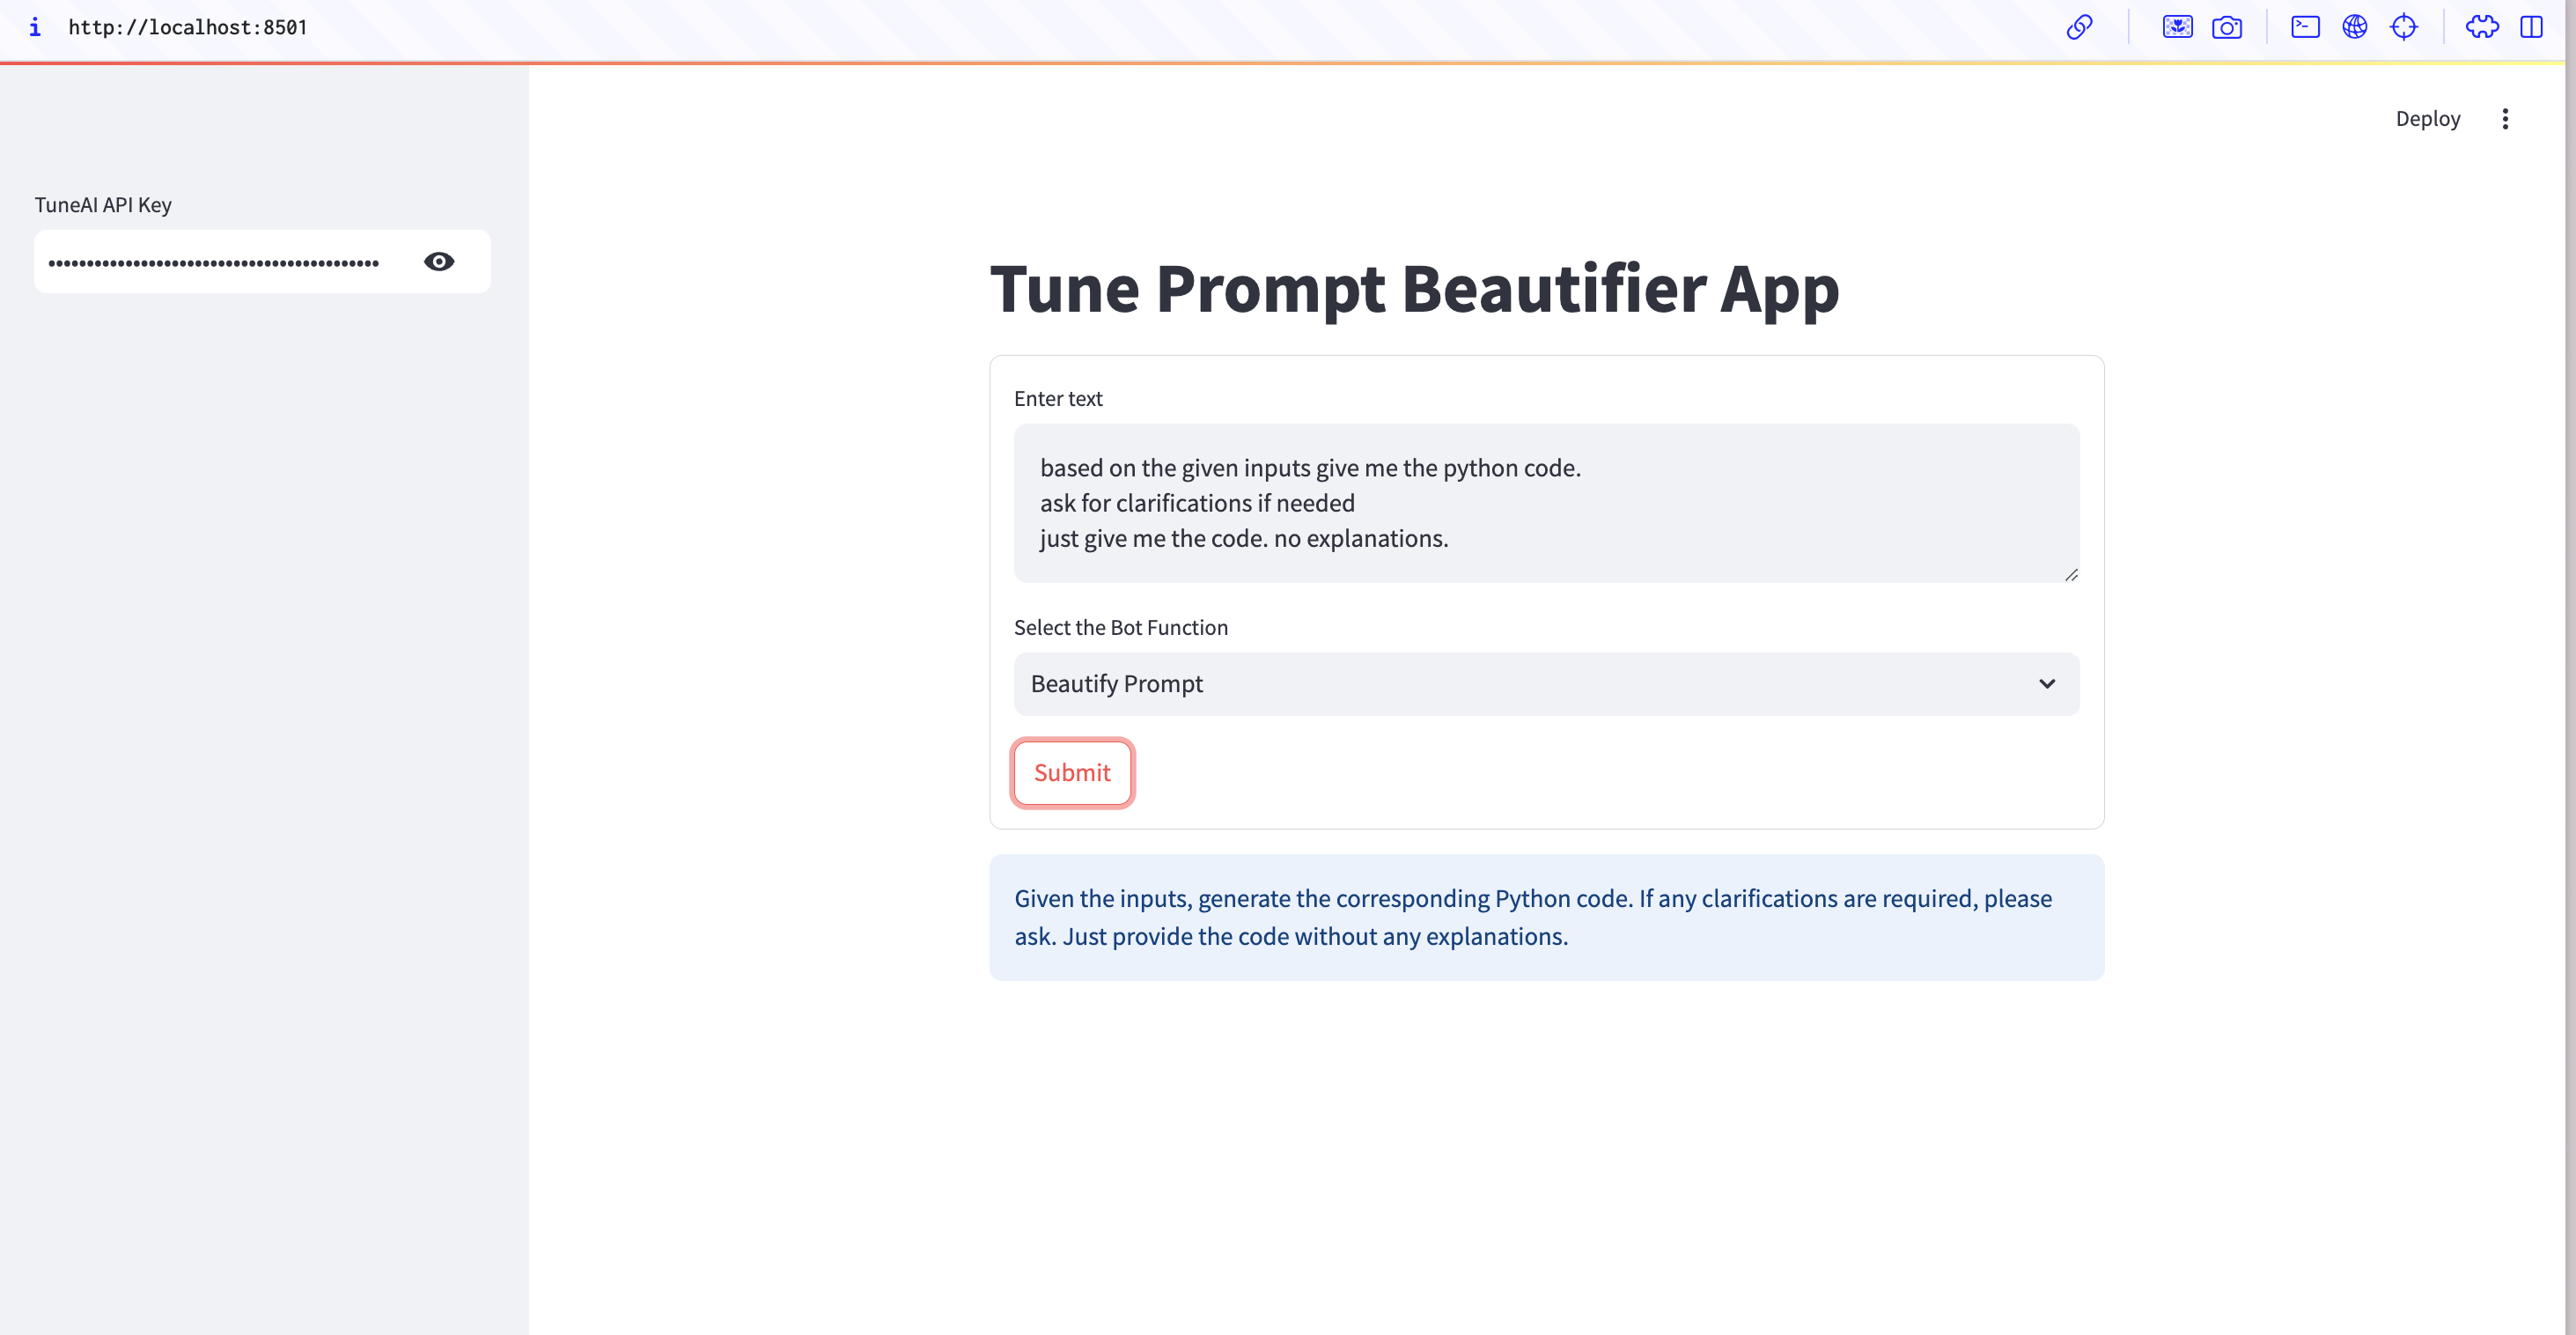 i http://localhost:8501
Deploy
TuneAI API Key
Tune Prompt Beautifier App
Enter text
based on the given inputs give me the python code.
ask for clarifications if needed
just give me the code. no explanations.
Select the Bot Function
Beautify Prompt
Submit
Given the inputs, generate the corresponding Python code. If any clarifications are required, please
ask. Just provide the code without any explanations.